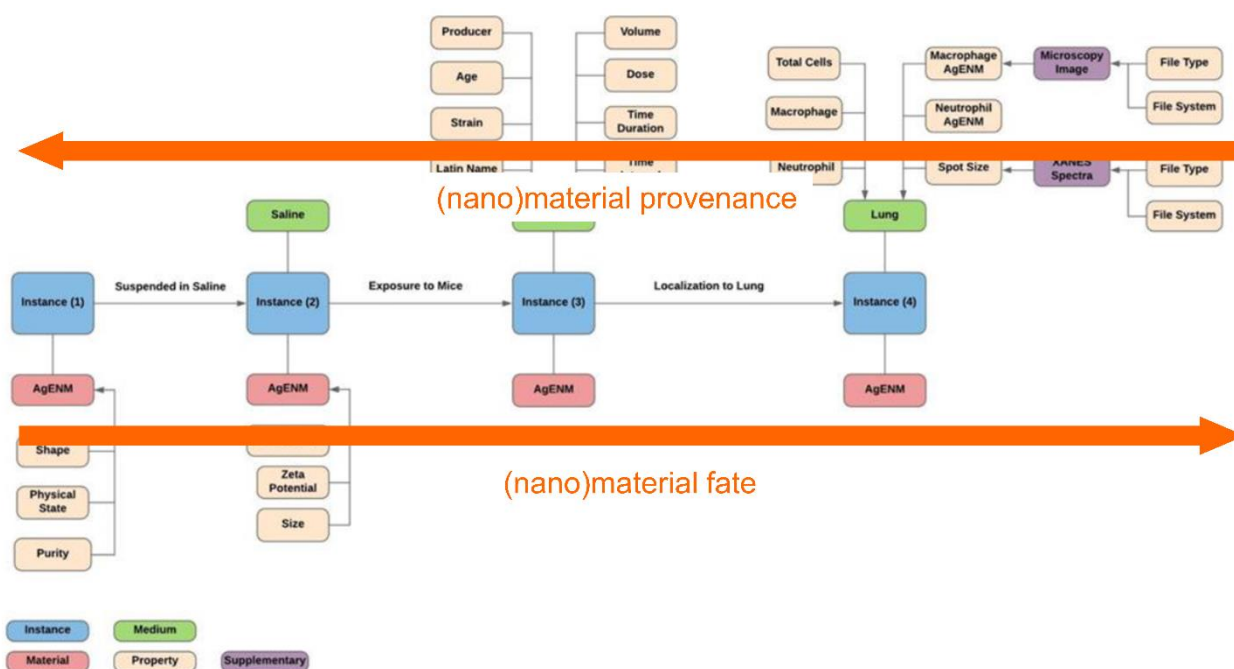 Producer
Volume
Age
Dose
Strain
Time
Duration
Latin Name
Time
Total Cells
Macrophage
AgENM
Microscopy
Image
File Type
Macrophage
Neutrophil
AgENM
File System
Neutrophil
Spot Size
XANES
Spectra
File Type
File System
(nano)material provenance
Saline
Lung
Instance (1)
Suspended in Saline
Instance (2)
Exposure to Mice
Instance (3)
Localization to Lung
Instance (4)
AgENM
AgENM
AgENM
AgENM
Shape
Physical
State
Purity
Zeta
Potential
Size
(nano)material fate
Instance
Medium
Material
Property
Supplementary